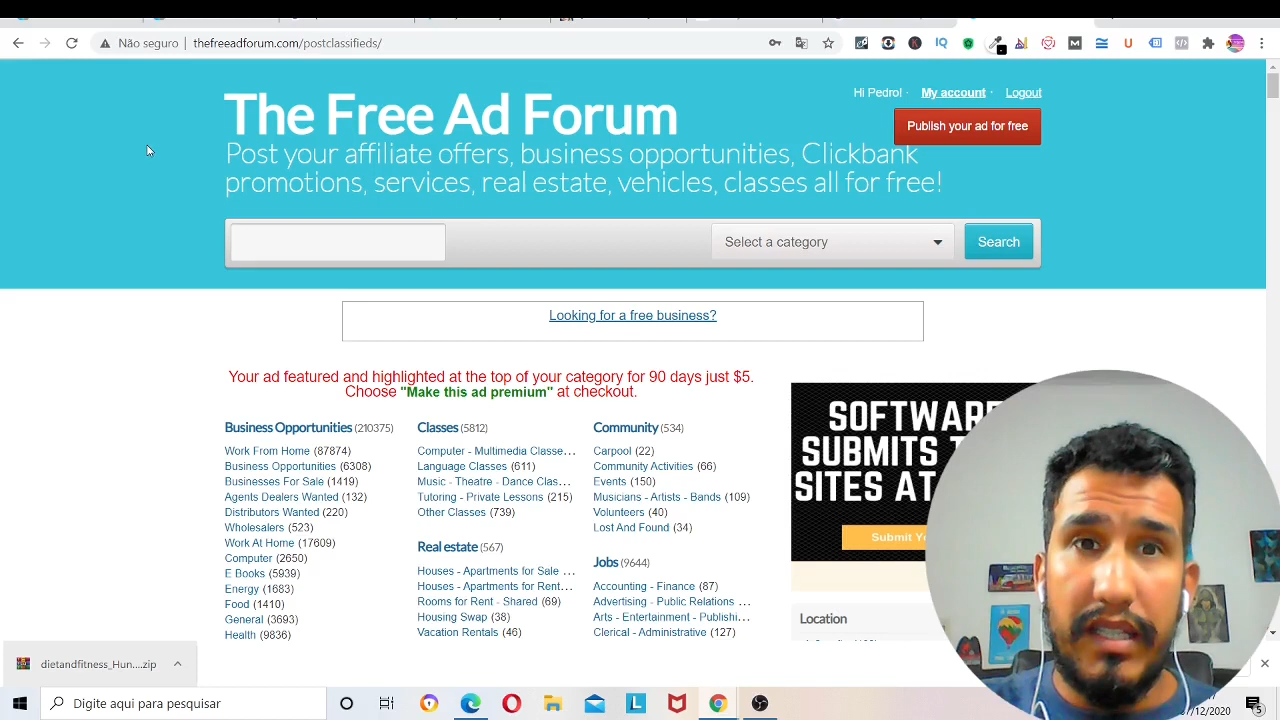 Não seguro
thefreeadforum.com/postclassifieds/
Hi Pedro! · My account · Logout
Publish your ad for free
The Free Ad Forum
Post your affiliate offers, business opportunities, Clickbank
promotions, services, real estate, vehicles, classes all for free!
Select a category
Search
Looking for a free business?
Your ad featured and highlighted at the top of your category for 90 days just $5.
Choose "Make this ad premium" at checkout.
Business Opportunities (210375)
Work From Home (87874)
Business Opportunities (6308)
Businesses For Sale (1419)
Agents Dealers Wanted (132)
Distributors Wanted (220)
Wholesalers (523)
Work At Home (17609)
Computer (2650)
E Books (5939)
Energy (1683)
Food (1410)
General (3693)
Health (9836)
Classes (5812)
Computer - Multimedia Classe...
Language Classes (611)
Music - Theatre - Dance Clas...
Tutoring - Private Lessons (215)
Other Classes (739)
Real estate (567)
Houses - Apartments for Sale ...
Houses - Apartments for Rent...
Rooms for Rent - Shared (69)
Housing Swap (38)
Vacation Rentals (46)
Community (534)
Carpool (22)
Community Activities (66)
Events (150)
Musicians - Artists - Bands (109)
Volunteers (40)
Lost And Found (34)
Jobs (9644)
Accounting - Finance (87)
Advertising - Public Relations ...
Arts - Entertainment - Publishi...
Clerical - Administrative (127)
SOFTWARE
SUBMITS
SITES AT
Submit
Location
dietandfitness_Hun....zip
Digite aqui para pesquisar
/12/2020
5